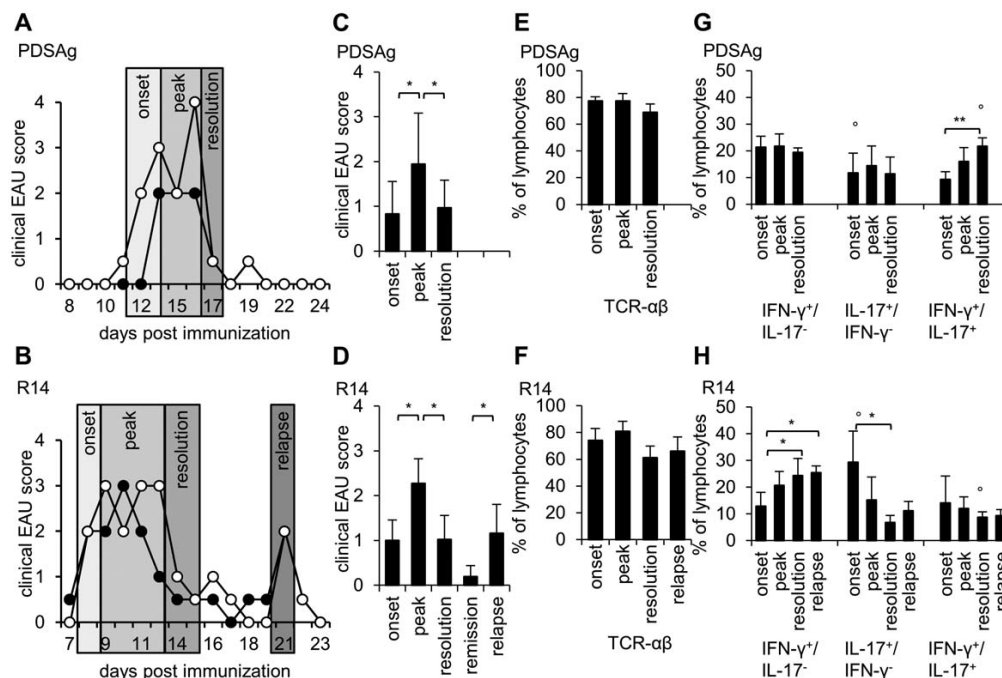 A
PDSAg
clinical EAU score
4
3
2
1
0
onset
peak
resolution
8 10 12 15 17 19 20 22 24
days post immunization
C
PDSAg
clinical EAU score
4
3
2
1
0
* *
onset
peak
resolution
E
PDSAg
% of lymphocytes
100
80
60
40
20
0
onset
peak
resolution
TCR-αβ
G
PDSAg
% of lymphocytes
50
40
30
20
10
0
°
**
°
onset
peak
resolution
onset
peak
resolution
onset
peak
resolution
IFN-γ⁺/ IL-17⁺/ IFN-γ⁺/
IL-17⁻ IFN-γ⁻ IL-17⁺
B
R14
clinical EAU score
4
3
2
1
0
onset
peak
resolution
relapse
7 9 11 14 16 18 21 23
days post immunization
D
R14
clinical EAU score
4
3
2
1
0
* * *
onset
peak
resolution
remission
relapse
F
R14
% of lymphocytes
100
80
60
40
20
0
onset
peak
resolution
relapse
TCR-αβ
H
R14
% of lymphocytes
50
40
30
20
10
0
*
*
° *
°
onset
peak
resolution
relapse
onset
peak
resolution
relapse
onset
peak
resolution
relapse
IFN-γ⁺/ IL-17⁺/ IFN-γ⁺/
IL-17⁻ IFN-γ⁻ IL-17⁺